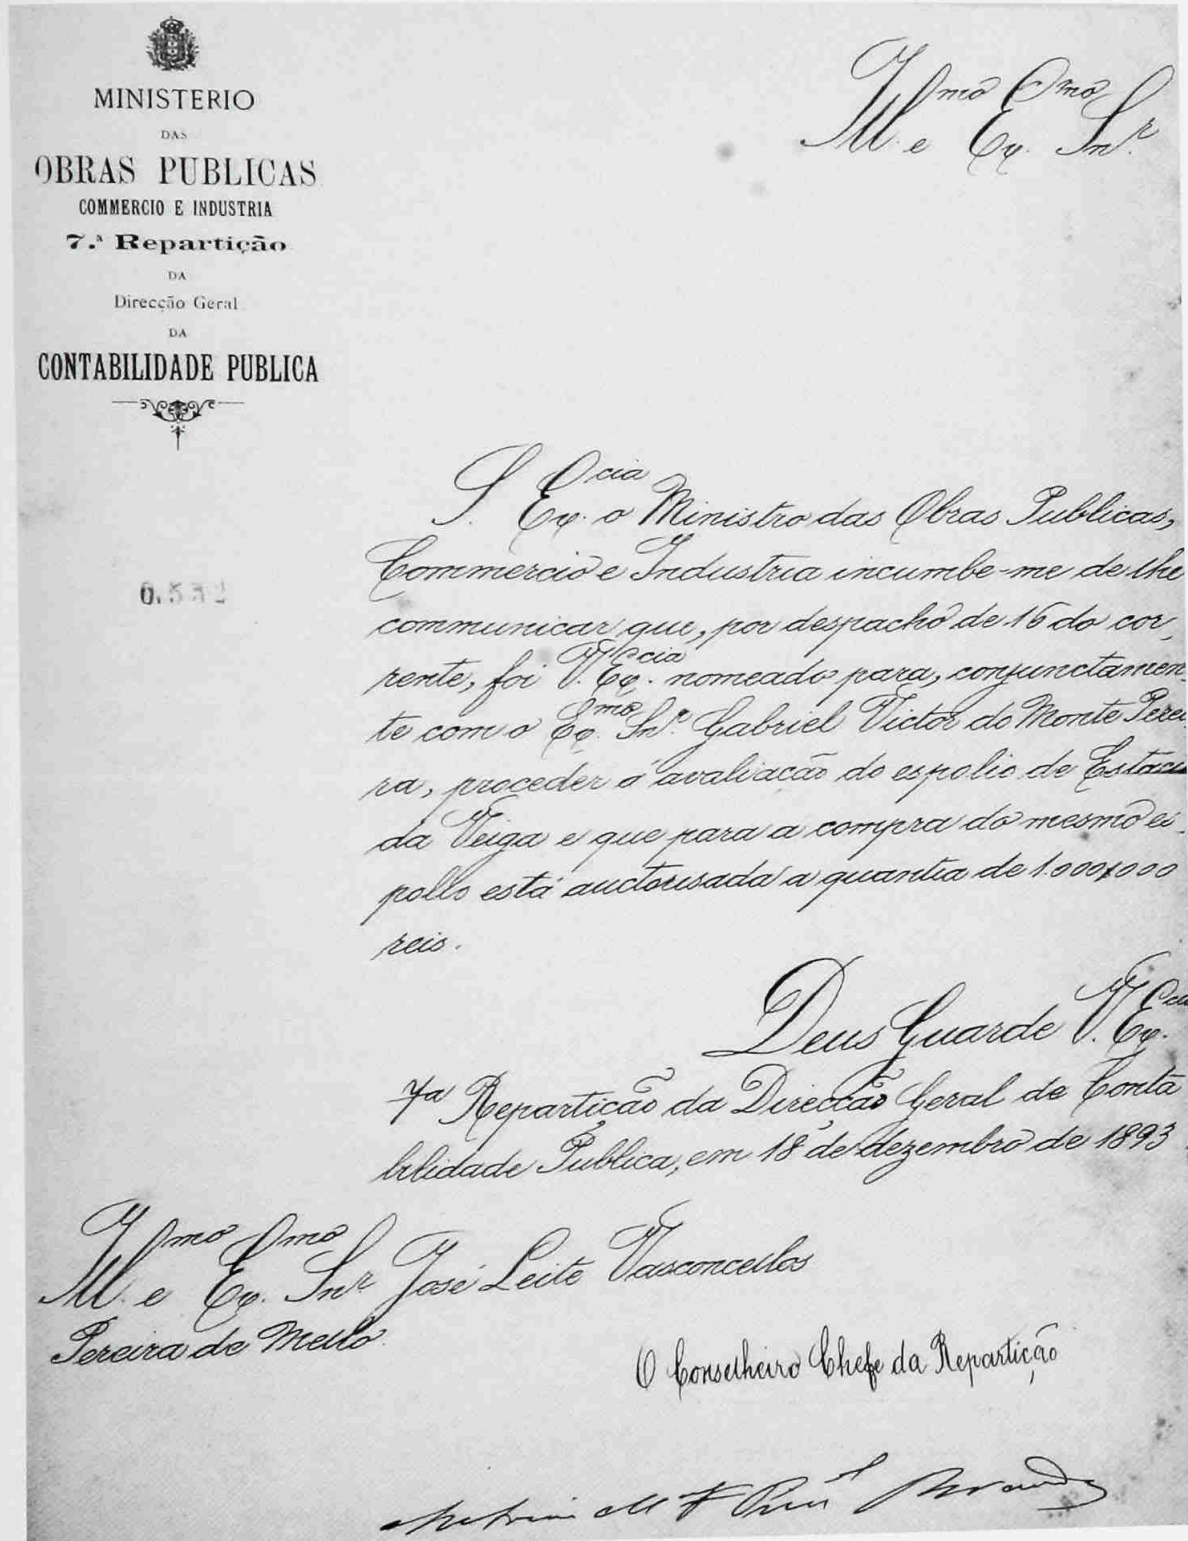 MINISTERIO
DAS
OBRAS PUBLICAS
COMMERCIO E INDUSTRIA
7.ª Repartição
DA
Direcção Geral
DA
CONTABILIDADE PUBLICA
Ill.mo e Ex.mo Snr.
S. Ex.cia o Ministro das Obras Publicas,
Commercio e Industria incumbe-me de lhe
communicar que, por despacho de 16 do cor-
rente, foi V. Ex.cia nomeado para, conjunctamen-
te com o Ex.mo Snr. Gabriel Victor do Monte Perei
ra, proceder á avaliação do espolio de Estacio
da Veiga e que para a compra do mesmo es-
polio está auctorisada a quantia de 1.000$000
reis.
0.532
Deus Guarde V. Ex.cia
7a Repartição da Direcção Geral de Conta
bilidade Publica, em 18 de dezembro de 1893
Ill.mo e Ex.mo Snr. José Leite Vasconcellos
Pereira de Mello.
O Conselheiro Chefe da Repartição